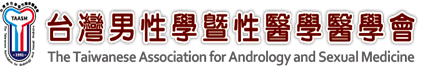 TAASM
台灣男性學暨性醫學醫學會
The Taiwanese Association for Andrology and Sexual Medicine